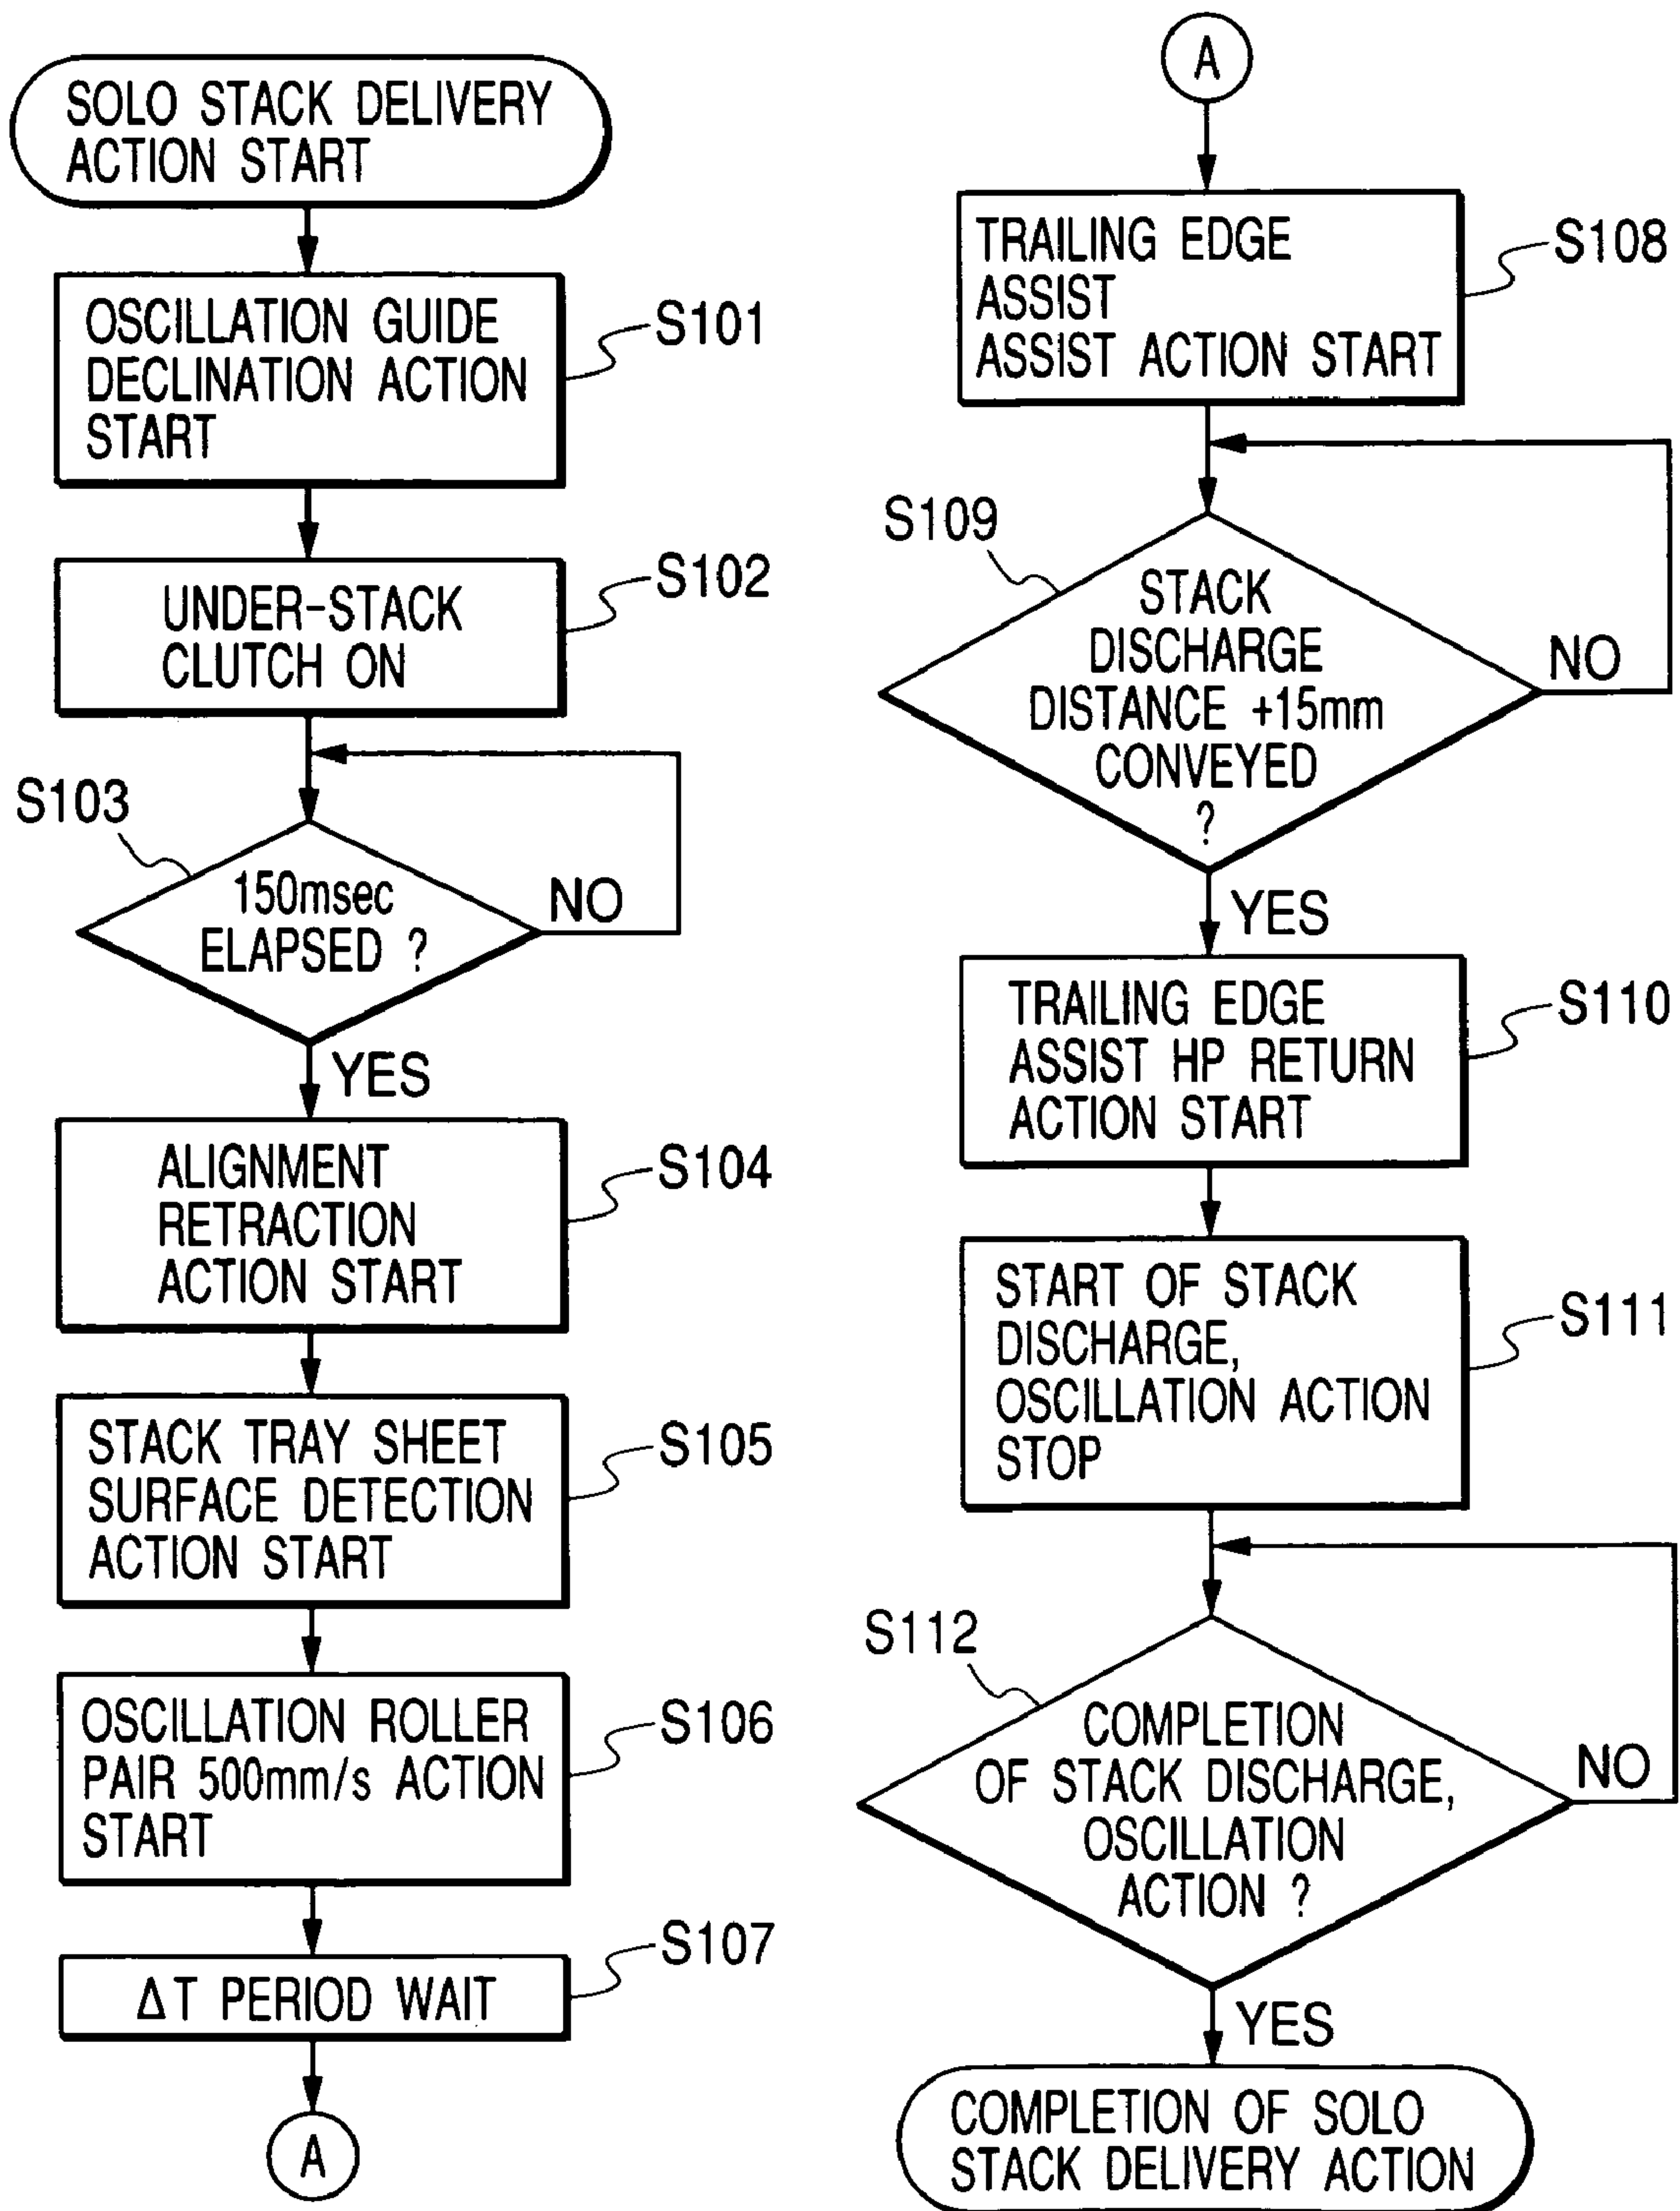 SOLO STACK DELIVERY
ACTION START
OSCILLATION GUIDE
DECLINATION ACTION
START
S101
UNDER-STACK
CLUTCH ON
S102
S103
150msec
ELAPSED ?
NO
YES
ALIGNMENT
RETRACTION
ACTION START
S104
STACK TRAY SHEET
SURFACE DETECTION
ACTION START
S105
OSCILLATION ROLLER
PAIR 500mm/s ACTION
START
S106
ΔT PERIOD WAIT
S107
A
A
TRAILING EDGE
ASSIST
ASSIST ACTION START
S108
S109
STACK
DISCHARGE
DISTANCE +15mm
CONVEYED
?
NO
YES
TRAILING EDGE
ASSIST HP RETURN
ACTION START
S110
START OF STACK
DISCHARGE,
OSCILLATION ACTION
STOP
S111
S112
COMPLETION
OF STACK DISCHARGE,
OSCILLATION
ACTION ?
NO
YES
COMPLETION OF SOLO
STACK DELIVERY ACTION